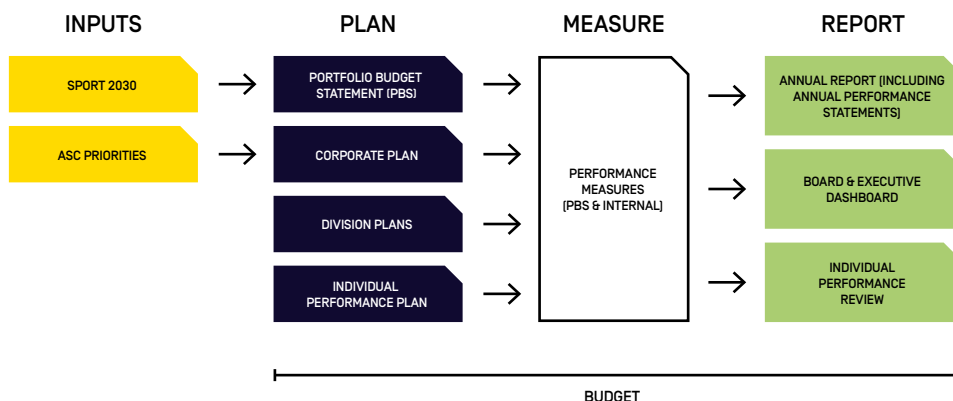 INPUTS
PLAN
MEASURE
REPORT
SPORT 2030
ASC PRIORITIES
PORTFOLIO BUDGET
STATEMENT (PBS)
CORPORATE PLAN
DIVISION PLANS
INDIVIDUAL
PERFORMANCE PLAN
PERFORMANCE
MEASURES
(PBS & INTERNAL)
ANNUAL REPORT (INCLUDING
ANNUAL PERFORMANCE
STATEMENTS)
BOARD & EXECUTIVE
DASHBOARD
INDIVIDUAL
PERFORMANCE
REVIEW
BUDGET